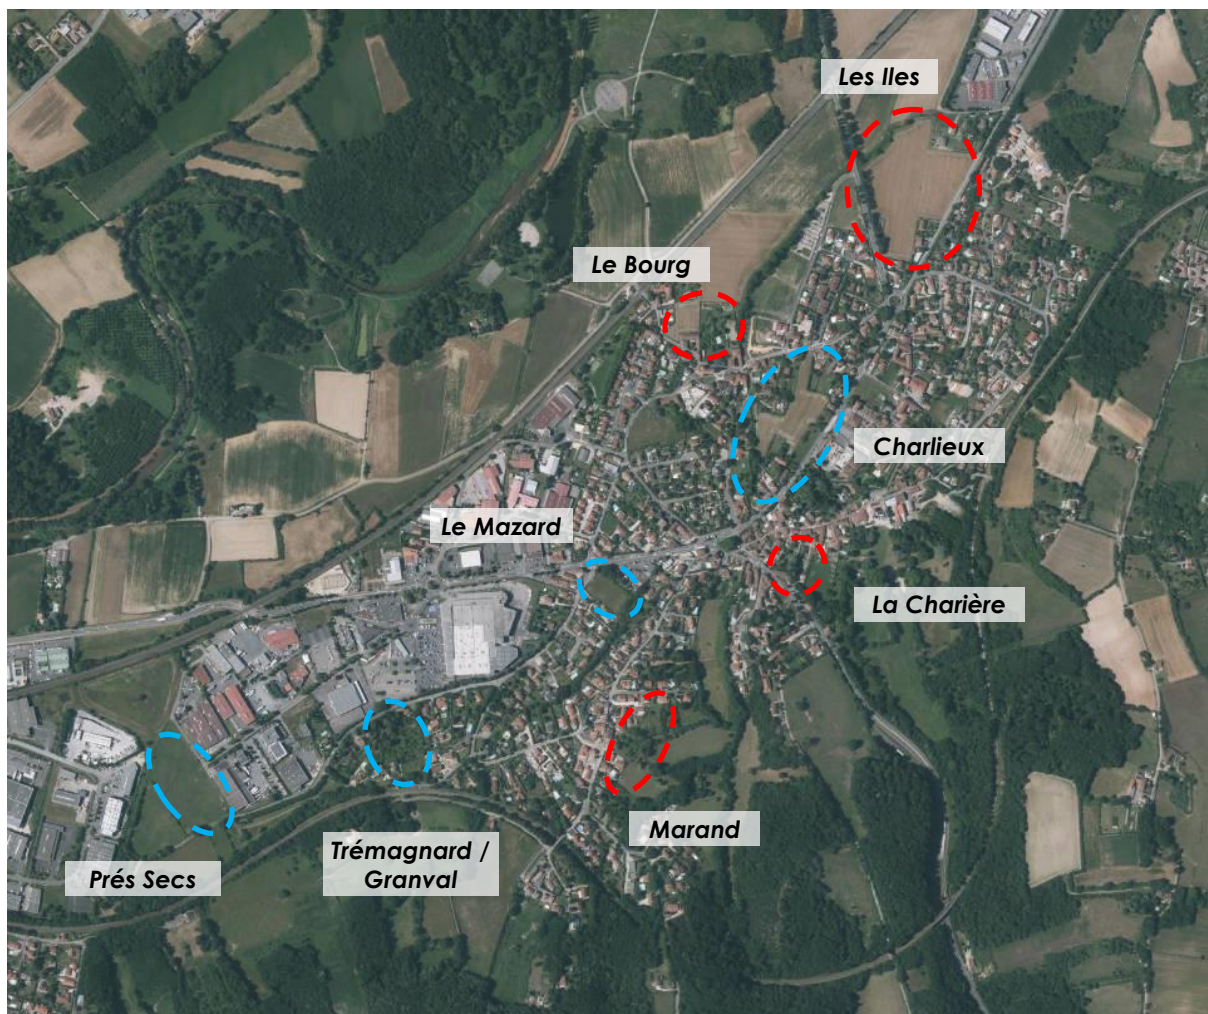 Les Iles
Le Bourg
Charlieux
Le Mazard
La Charière
Marand
Trémagnard /
Granval
Prés Secs